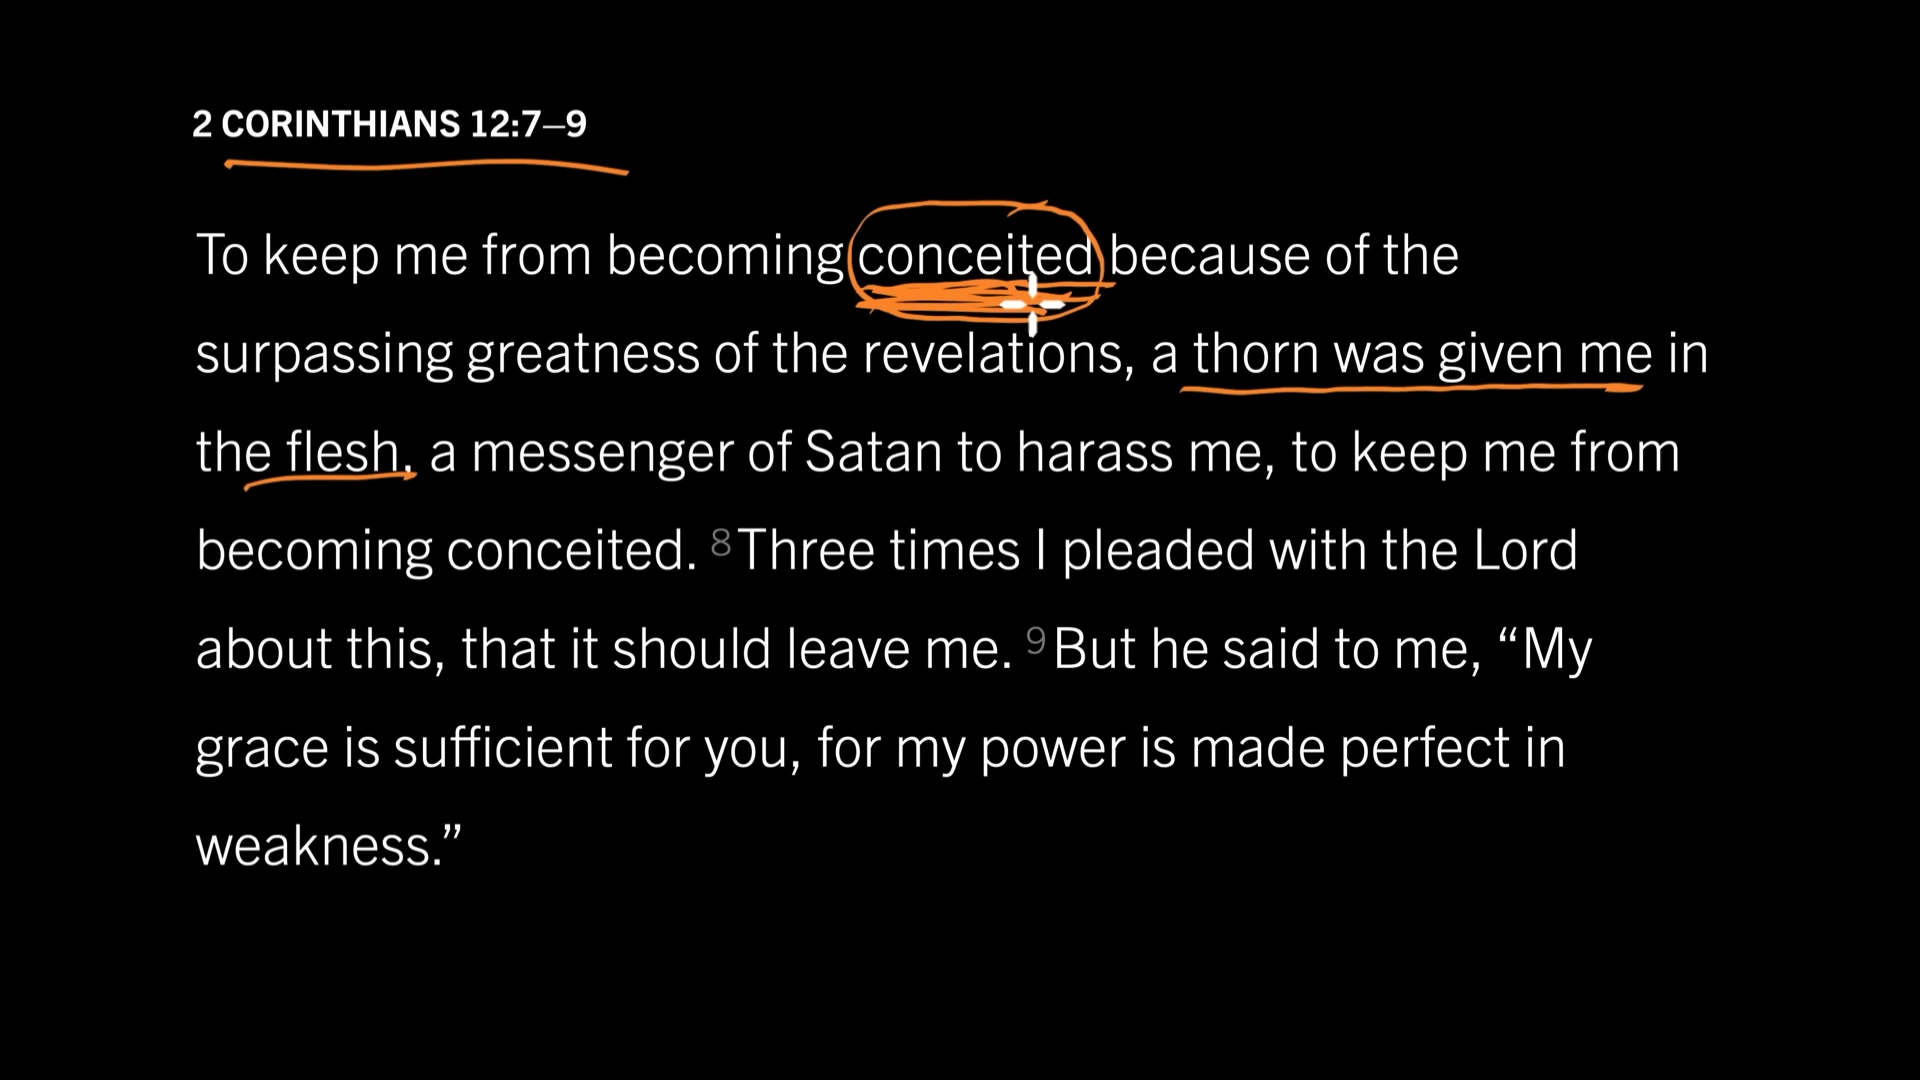 2 CORINTHIANS 12:7–9
To keep me from becoming conceited because of the
surpassing greatness of the revelations, a thorn was given me in
the flesh, a messenger of Satan to harass me, to keep me from
becoming conceited. 8 Three times I pleaded with the Lord
about this, that it should leave me. 9 But he said to me, “My
grace is sufficient for you, for my power is made perfect in
weakness.”